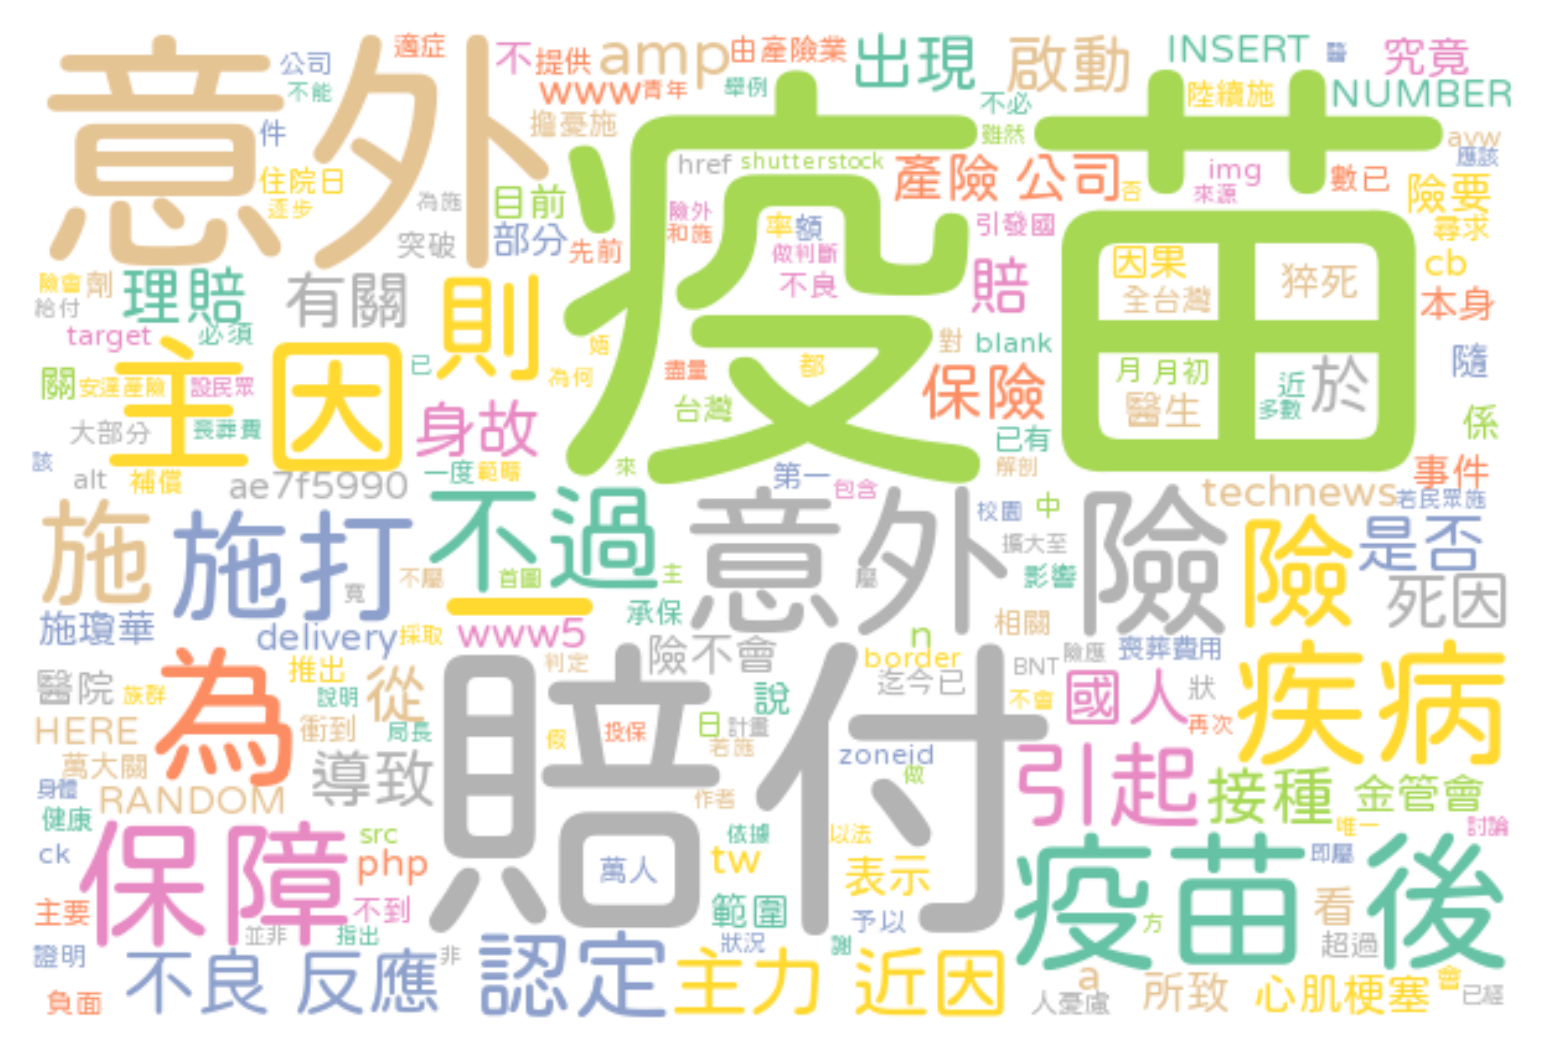 適症
不
提供
amp
由產險業
出現
啟動
INSERT
醫
究竟
公司
不能
www
青年
舉例
不必
陸續施
NUMBER
意外
疫苗
件
擔憂施
雖然
avw
應該
住院日
逐步
為施
目前
href
shutterstock
產險
公司
否
img
來源
數已
險要
突破
部分
先前
險外
和施
率
額
引發國
尋求
做判斷
不良
因果
全台灣
猝死
cb
險會
劑
理賠
有關
則
賠
本身
給付
target
必須
已
姻
為何
盡量
都
對
blank
月
月初
近
於
隨
關
安達產險
設民眾
主因
身故
台灣
保險
醫生
多數
係
大部分
喪葬費
已有
該
alt
補償
ae7f5990
一度
範疇
來
第一
包含
解剖
事件
technews
若民眾施
施
施打
不過
意外
險
險
是否
校園
中
擴大至
寬
不屬
首圖
主
屬
影響
死因
施瓊華
delivery
採取
一
www5
承保
險不會
n
相關
border
喪葬費用
醫院
族群
推出
說明
從
判定
迄今已
BNT
險應
疾病
HERE
為
衝到
局長
賠付
說
日
計畫
不會
國人
狀
再次
萬大關
導致
假
投保
若施
zoneid
做
引起
身體
RANDOM
作者
接種
金管會
健康
保障
src
依據
以法
唯一
討論
ck
php
萬人
tw
表示
疫苗
後
即屬
主要
不到
範圍
予以
方
看
並非
指出
狀況
超過
證明
不良
反應
非
認定
主力
近因
a
所致
心肌梗塞
會
負面
人憂慮
已經